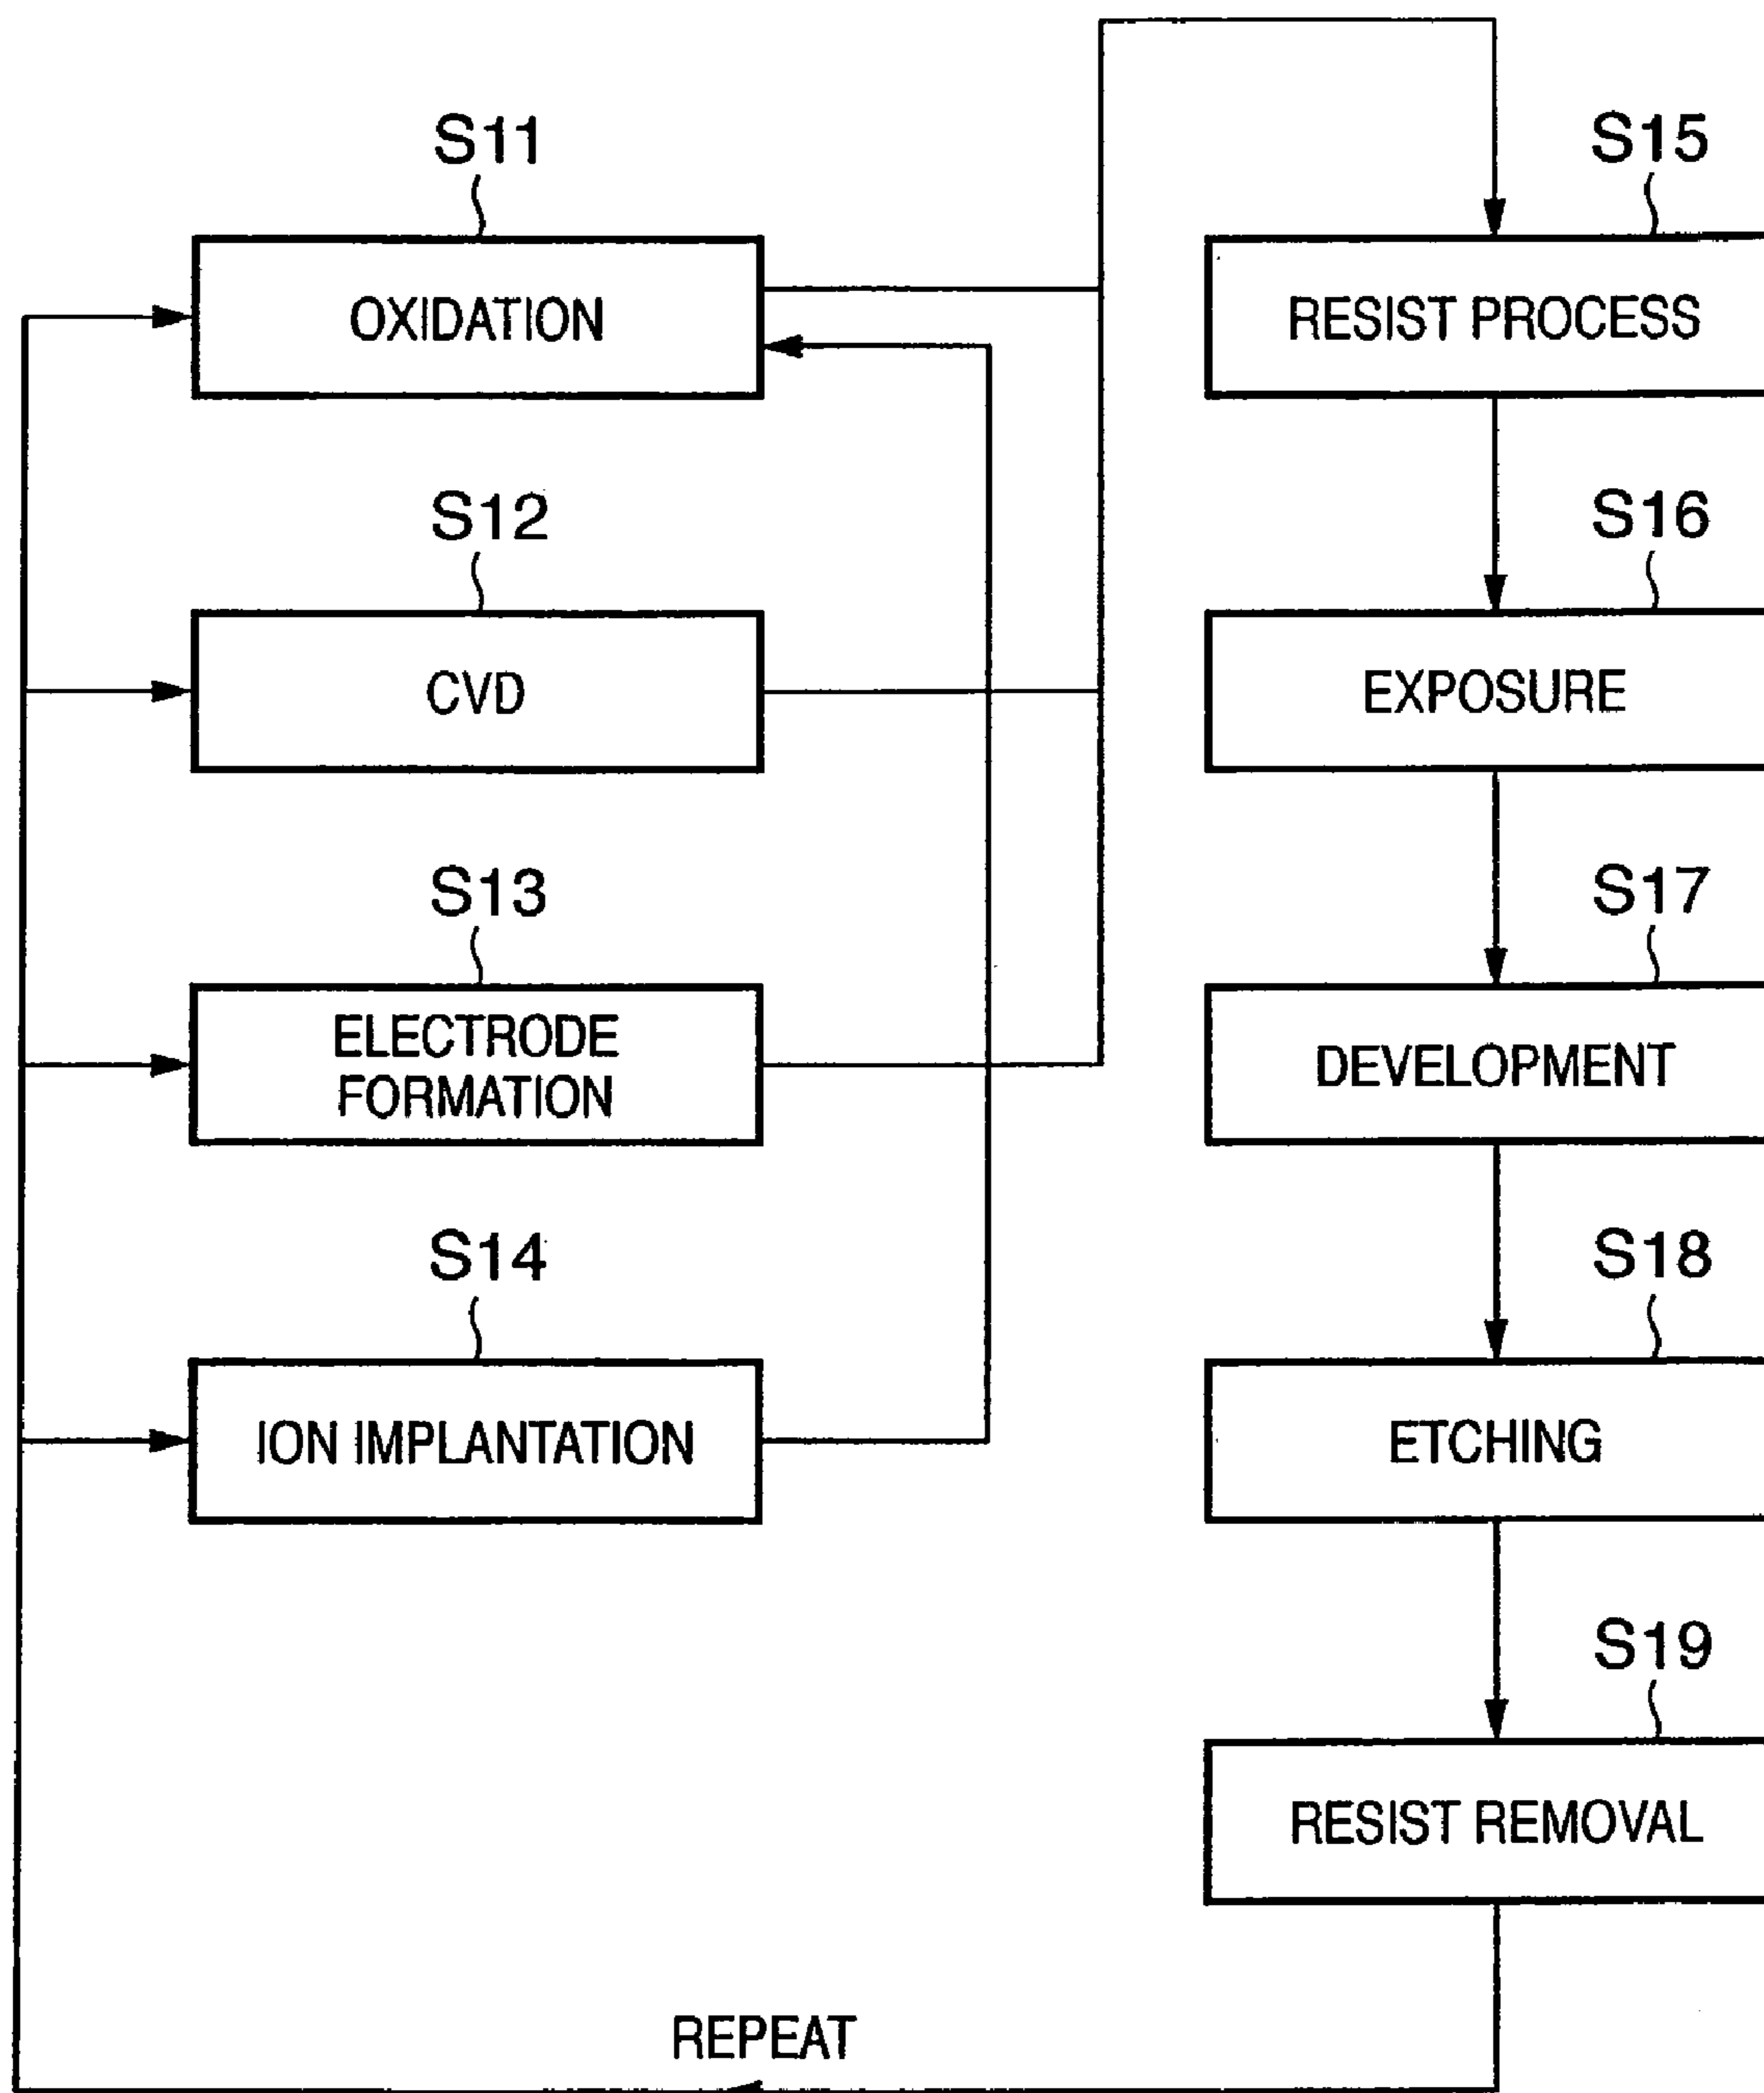 S11
OXIDATION
S12
CVD
S13
ELECTRODE
FORMATION
S14
ION IMPLANTATION
S15
RESIST PROCESS
S16
EXPOSURE
S17
DEVELOPMENT
S18
ETCHING
S19
RESIST REMOVAL
REPEAT